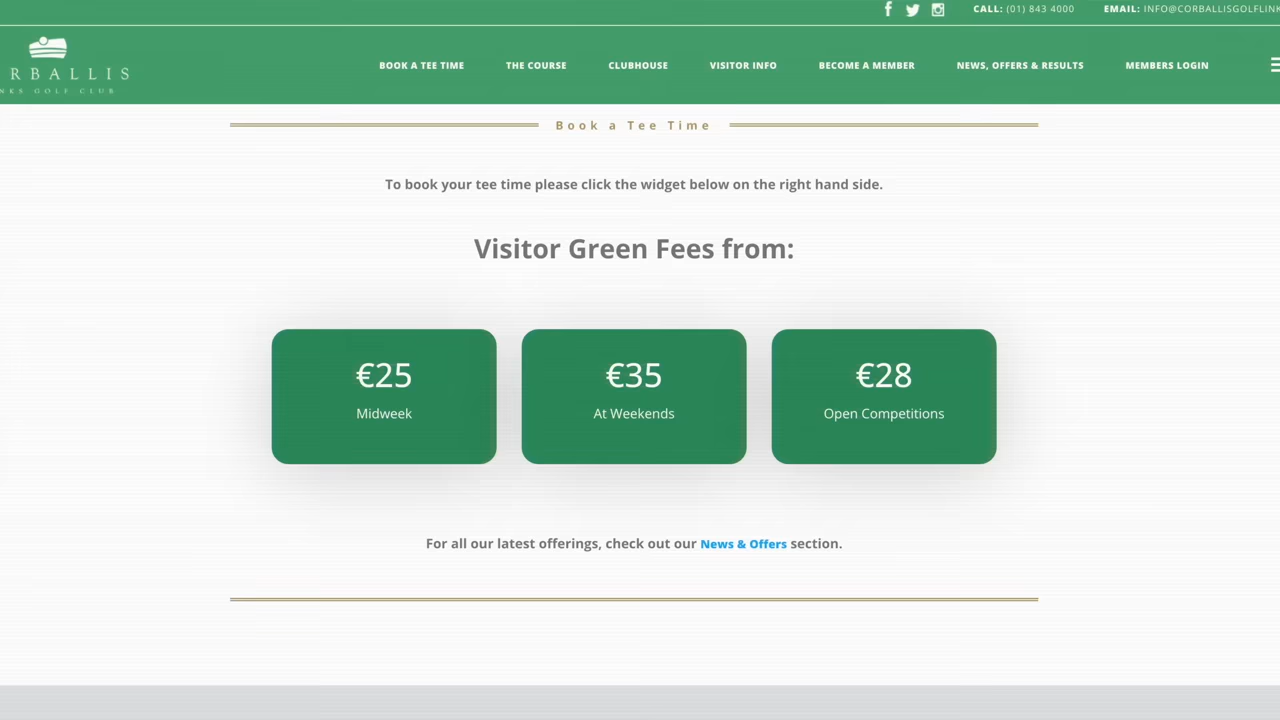 CALL: (01) 843 4000
EMAIL: INFO@CORBALLISGOLFLINK
RBALLIS
NKS GOLF CLUB
BOOK A TEE TIME
THE COURSE
CLUBHOUSE
VISITOR INFO
BECOME A MEMBER
NEWS, OFFERS & RESULTS
MEMBERS LOGIN
Book a Tee Time
To book your tee time please click the widget below on the right hand side.
Visitor Green Fees from:
€25
Midweek
€35
At Weekends
€28
Open Competitions
For all our latest offerings, check out our News & Offers section.